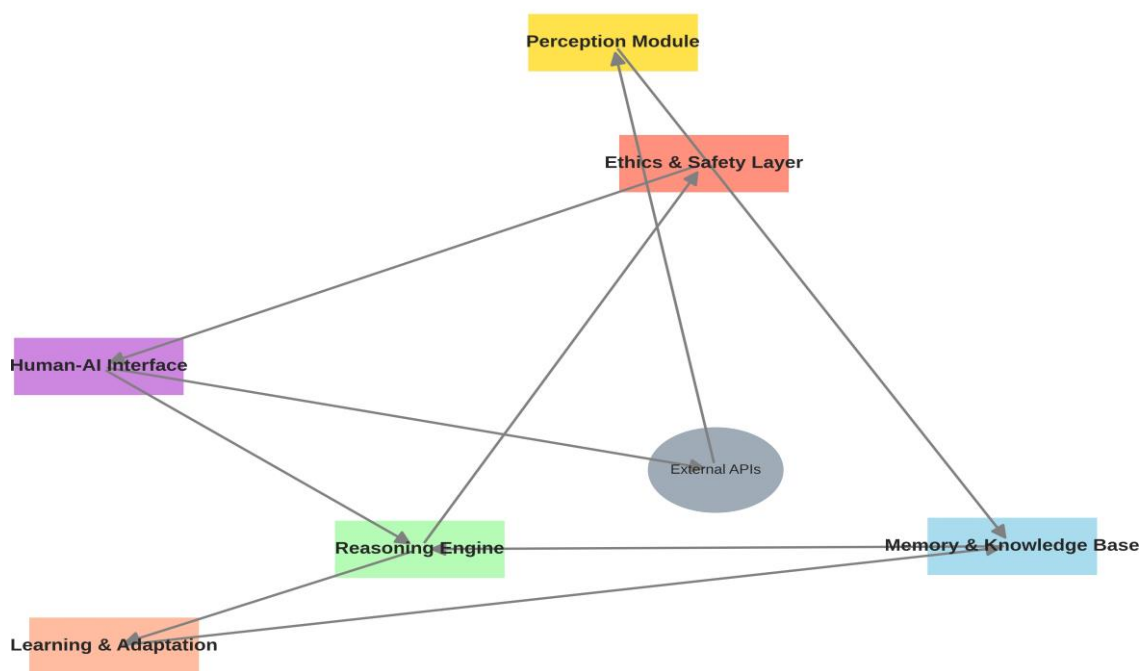 Perception Module
Ethics & Safety Layer
Human-AI Interface
External APIs
Reasoning Engine
Memory & Knowledge Base
Learning & Adaptation